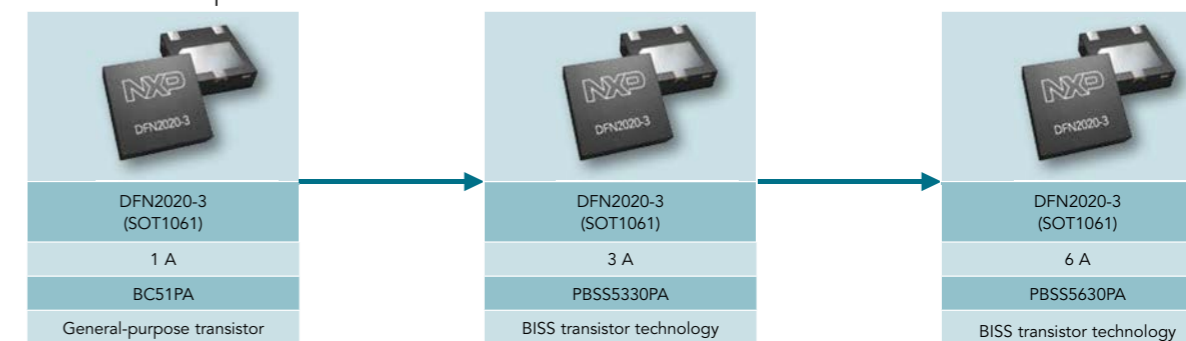 NXP
DFN2020-3
DFN2020-3
(SOT1061)
1 A
BC51PA
General-purpose transistor
NXP
DFN2020-3
DFN2020-3
(SOT1061)
3 A
PBSS5330PA
BISS transistor technology
NXP
DFN2020-3
DFN2020-3
(SOT1061)
6 A
PBSS5630PA
BISS transistor technology